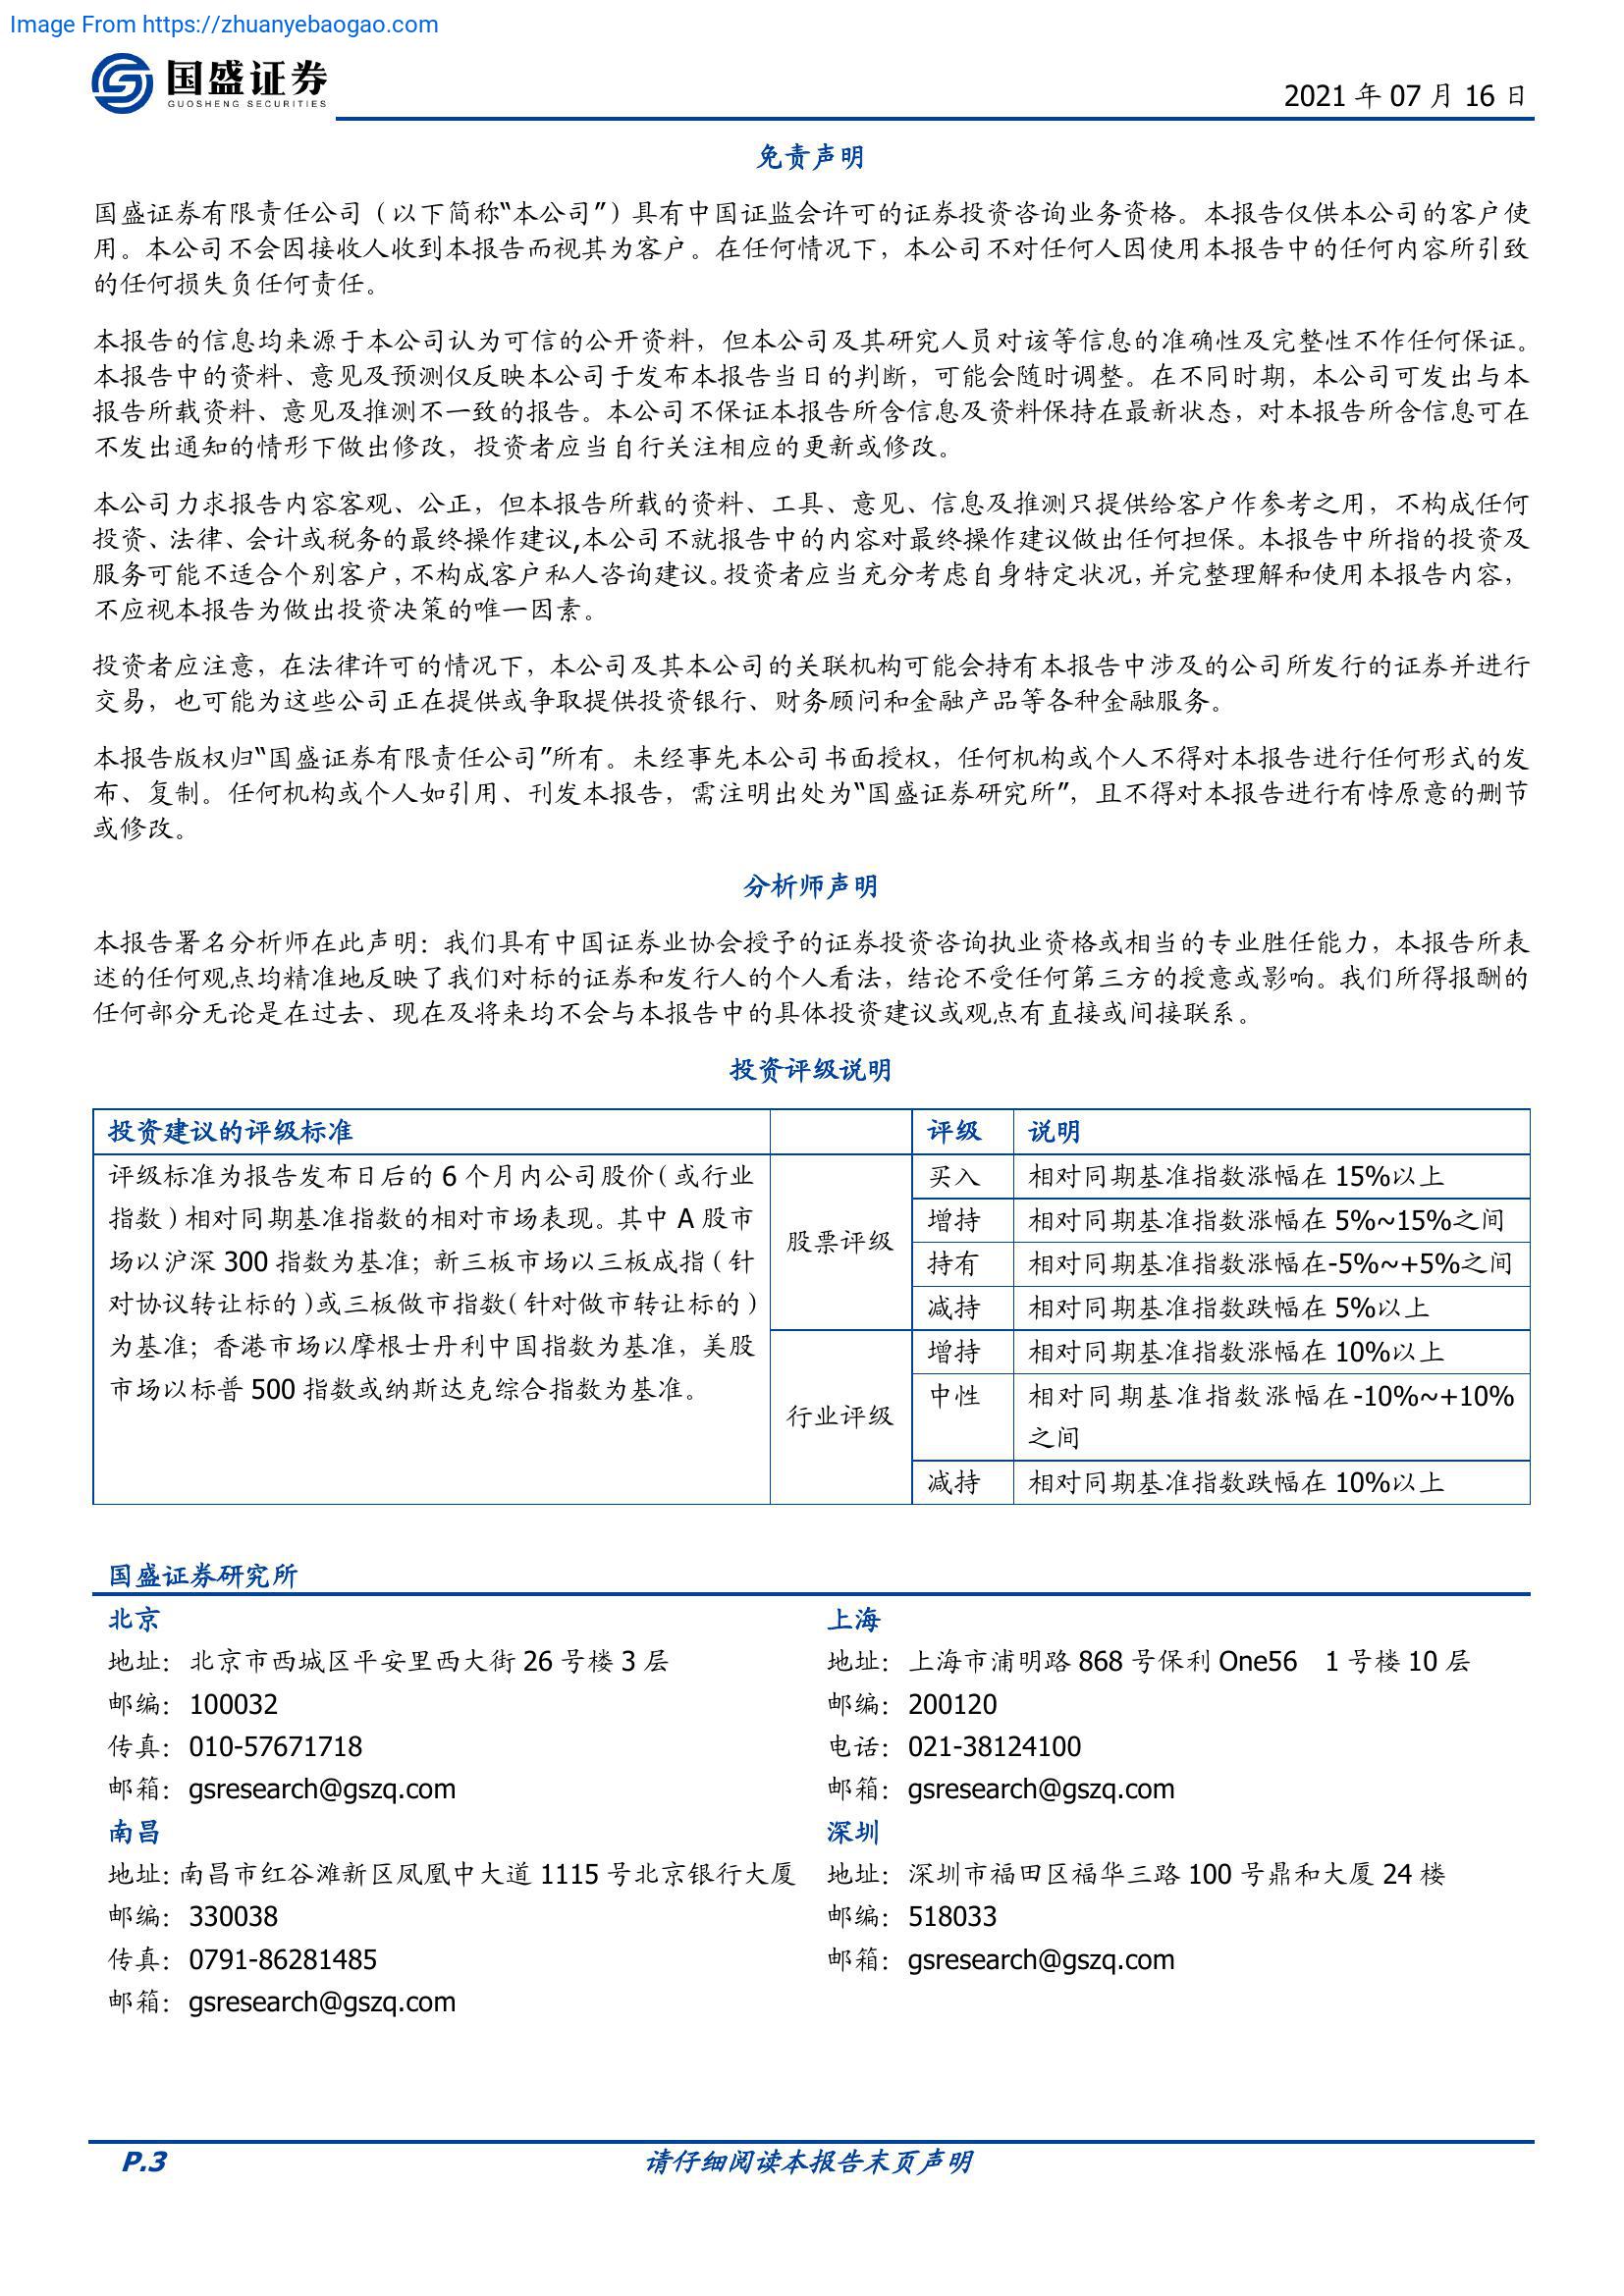 Image From https://zhuanyebaogao.com
国盛证券
GUOSHENG SECURITIES
2021 年 07 月 16 日
免责声明
国盛证券有限责任公司（以下简称“本公司”）具有中国证监会许可的证券投资咨询业务资格。本报告仅供本公司的客户使
用。本公司不会因接收人收到本报告而视其为客户。在任何情况下，本公司不对任何人因使用本报告中的任何内容所引致
的任何损失负任何责任。
本报告的信息均来源于本公司认为可信的公开资料，但本公司及其研究人员对该等信息的准确性及完整性不作任何保证。
本报告中的资料、意见及预测仅反映本公司于发布本报告当日的判断，可能会随时调整。在不同时期，本公司可发出与本
报告所载资料、意见及推测不一致的报告。本公司不保证本报告所含信息及资料保持在最新状态，对本报告所含信息可在
不发出通知的情形下做出修改，投资者应当自行关注相应的更新或修改。
本公司力求报告内容客观、公正，但本报告所载的资料、工具、意见、信息及推测只提供给客户作参考之用，不构成任何
投资、法律、会计或税务的最终操作建议,本公司不就报告中的内容对最终操作建议做出任何担保。本报告中所指的投资及
服务可能不适合个别客户，不构成客户私人咨询建议。投资者应当充分考虑自身特定状况，并完整理解和使用本报告内容，
不应视本报告为做出投资决策的唯一因素。
投资者应注意，在法律许可的情况下，本公司及其本公司的关联机构可能会持有本报告中涉及的公司所发行的证券并进行
交易，也可能为这些公司正在提供或争取提供投资银行、财务顾问和金融产品等各种金融服务。
本报告版权归“国盛证券有限责任公司”所有。未经事先本公司书面授权，任何机构或个人不得对本报告进行任何形式的发
布、复制。任何机构或个人如引用、刊发本报告，需注明出处为“国盛证券研究所”，且不得对本报告进行有悖原意的删节
或修改。
分析师声明
本报告署名分析师在此声明：我们具有中国证券业协会授予的证券投资咨询执业资格或相当的专业胜任能力，本报告所表
述的任何观点均精准地反映了我们对标的证券和发行人的个人看法，结论不受任何第三方的授意或影响。我们所得报酬的
任何部分无论是在过去、现在及将来均不会与本报告中的具体投资建议或观点有直接或间接联系。
投资评级说明
投资建议的评级标准 评级 说明
评级标准为报告发布日后的 6 个月内公司股价（或行业
指数）相对同期基准指数的相对市场表现。其中 A 股市
场以沪深 300 指数为基准；新三板市场以三板成指（针
对协议转让标的）或三板做市指数（针对做市转让标的）
为基准；香港市场以摩根士丹利中国指数为基准，美股
市场以标普 500 指数或纳斯达克综合指数为基准。
股票评级
买入 相对同期基准指数涨幅在 15%以上
增持 相对同期基准指数涨幅在 5%~15%之间
持有 相对同期基准指数涨幅在-5%~+5%之间
减持 相对同期基准指数跌幅在 5%以上
行业评级
增持 相对同期基准指数涨幅在 10%以上
中性 相对同期基准指数涨幅在-10%~+10%
之间
减持 相对同期基准指数跌幅在 10%以上
国盛证券研究所
北京
地址：北京市西城区平安里西大街 26 号楼 3 层
邮编：100032
传真：010-57671718
邮箱：gsresearch@gszq.com
上海
地址：上海市浦明路 868 号保利 One56 1 号楼 10 层
邮编：200120
电话：021-38124100
邮箱：gsresearch@gszq.com
南昌
地址：南昌市红谷滩新区凤凰中大道 1115 号北京银行大厦
邮编：330038
传真：0791-86281485
邮箱：gsresearch@gszq.com
深圳
地址：深圳市福田区福华三路 100 号鼎和大厦 24 楼
邮编：518033
邮箱：gsresearch@gszq.com
P.3
请仔细阅读本报告末页声明